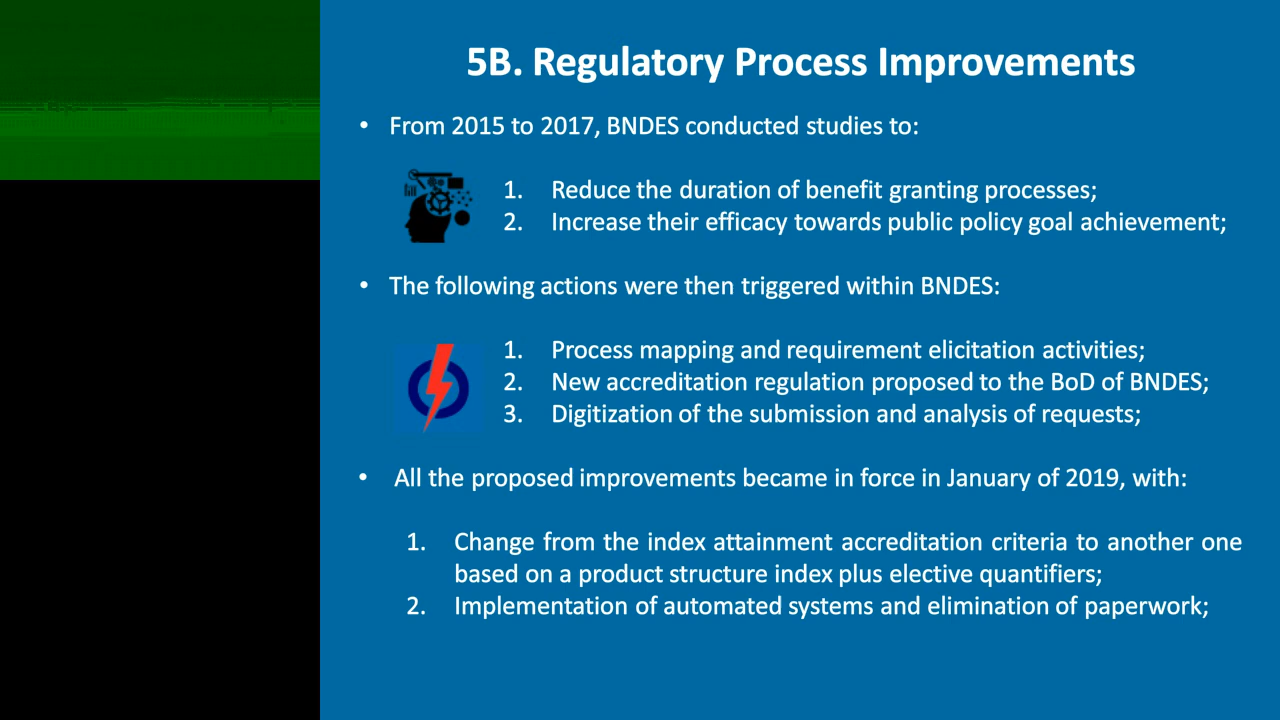 5B. Regulatory Process Improvements
• From 2015 to 2017, BNDES conducted studies to:
1. Reduce the duration of benefit granting processes;
2. Increase their efficacy towards public policy goal achievement;
• The following actions were then triggered within BNDES:
1. Process mapping and requirement elicitation activities;
2. New accreditation regulation proposed to the BoD of BNDES;
3. Digitization of the submission and analysis of requests;
• All the proposed improvements became in force in January of 2019, with:
1. Change from the index attainment accreditation criteria to another one
based on a product structure index plus elective quantifiers;
2. Implementation of automated systems and elimination of paperwork;